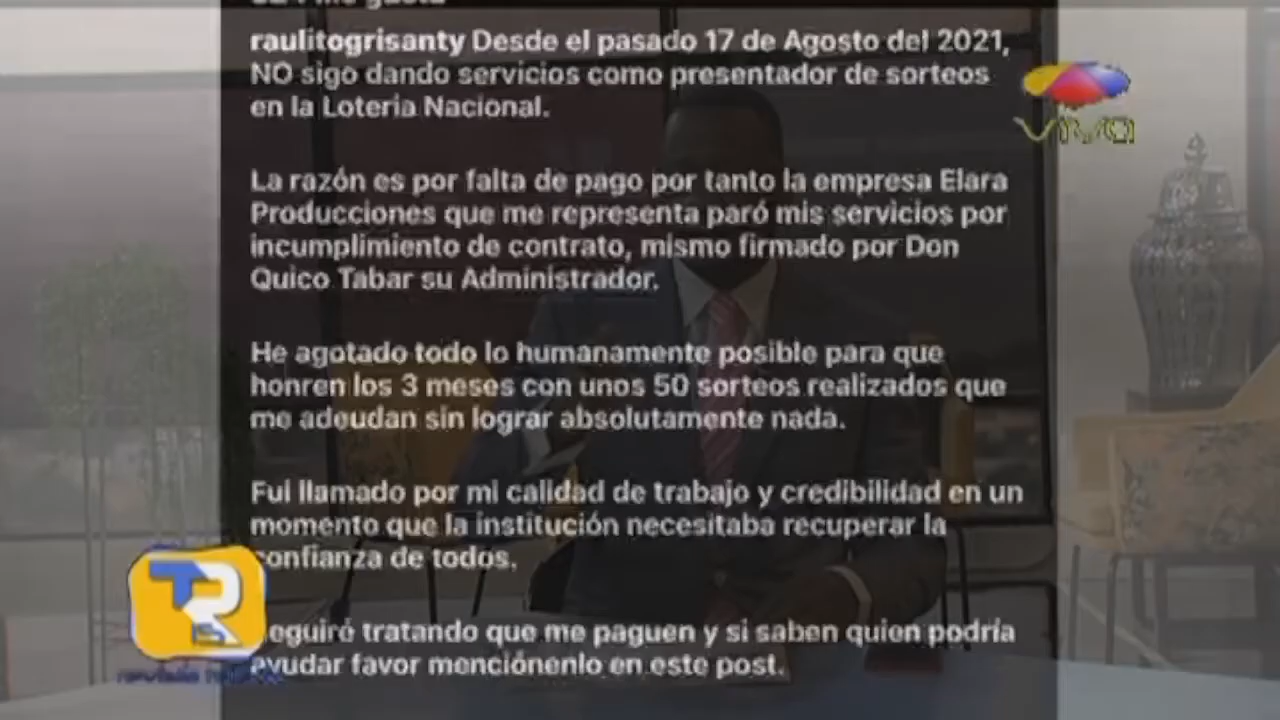 raulitogrisanty Desde el pasado 17 de Agosto del 2021,
NO sigo dando servicios como presentador de sorteos
en la Loteria Nacional.
La razón es por falta de pago por tanto la empresa Elara
Producciones que me representa paró mis servicios por
incumplimiento de contrato, mismo firmado por Don
Quico Tabar su Administrador.
He agotado todo lo humanamente posible para que
honren los 3 meses con unos 50 sorteos realizados que
me adeudan sin lograr absolutamente nada.
Fui llamado por mi calidad de trabajo y credibilidad en un
momento que la institución necesitaba recuperar la
confianza de todos.
eguiré tratando que me paguen y si saben quien podría
ayudar favor menciónenlo en este post.
VIVA
TR